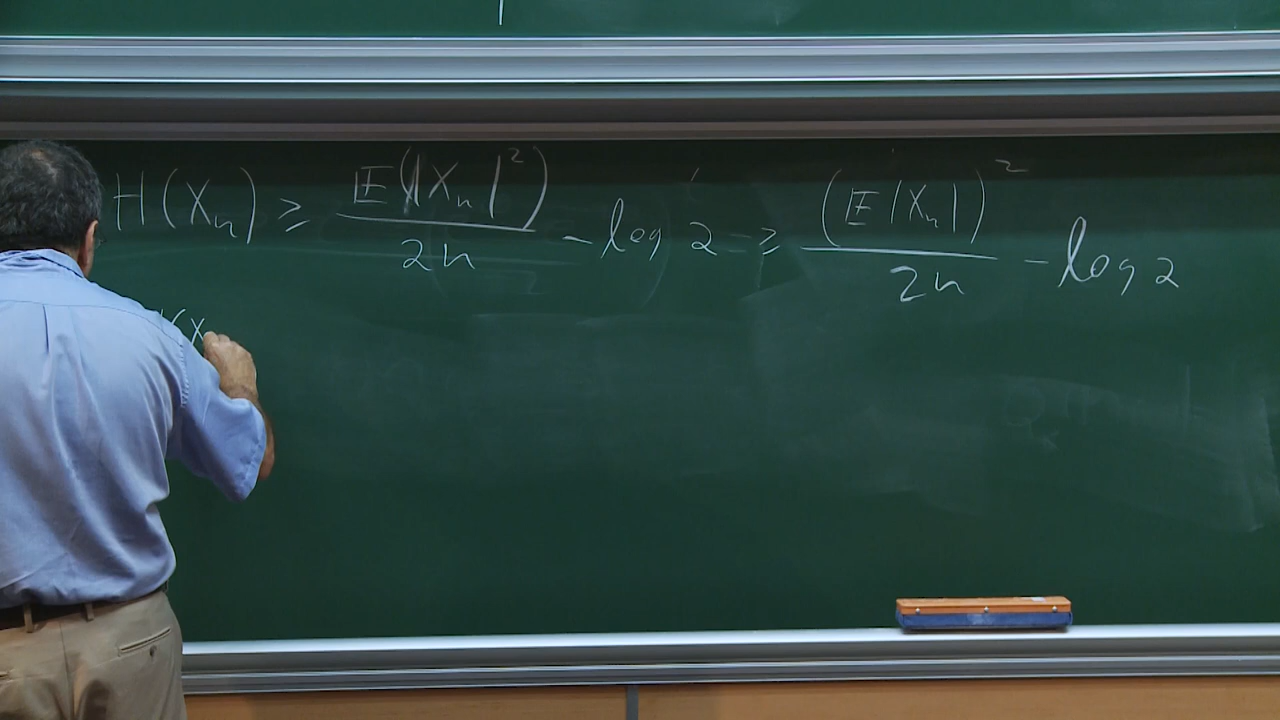 H(Xₙ) ≥ E(|Xₙ|²)/2n − log 2 ≥ (E|Xₙ|)²/2n − log 2
(X